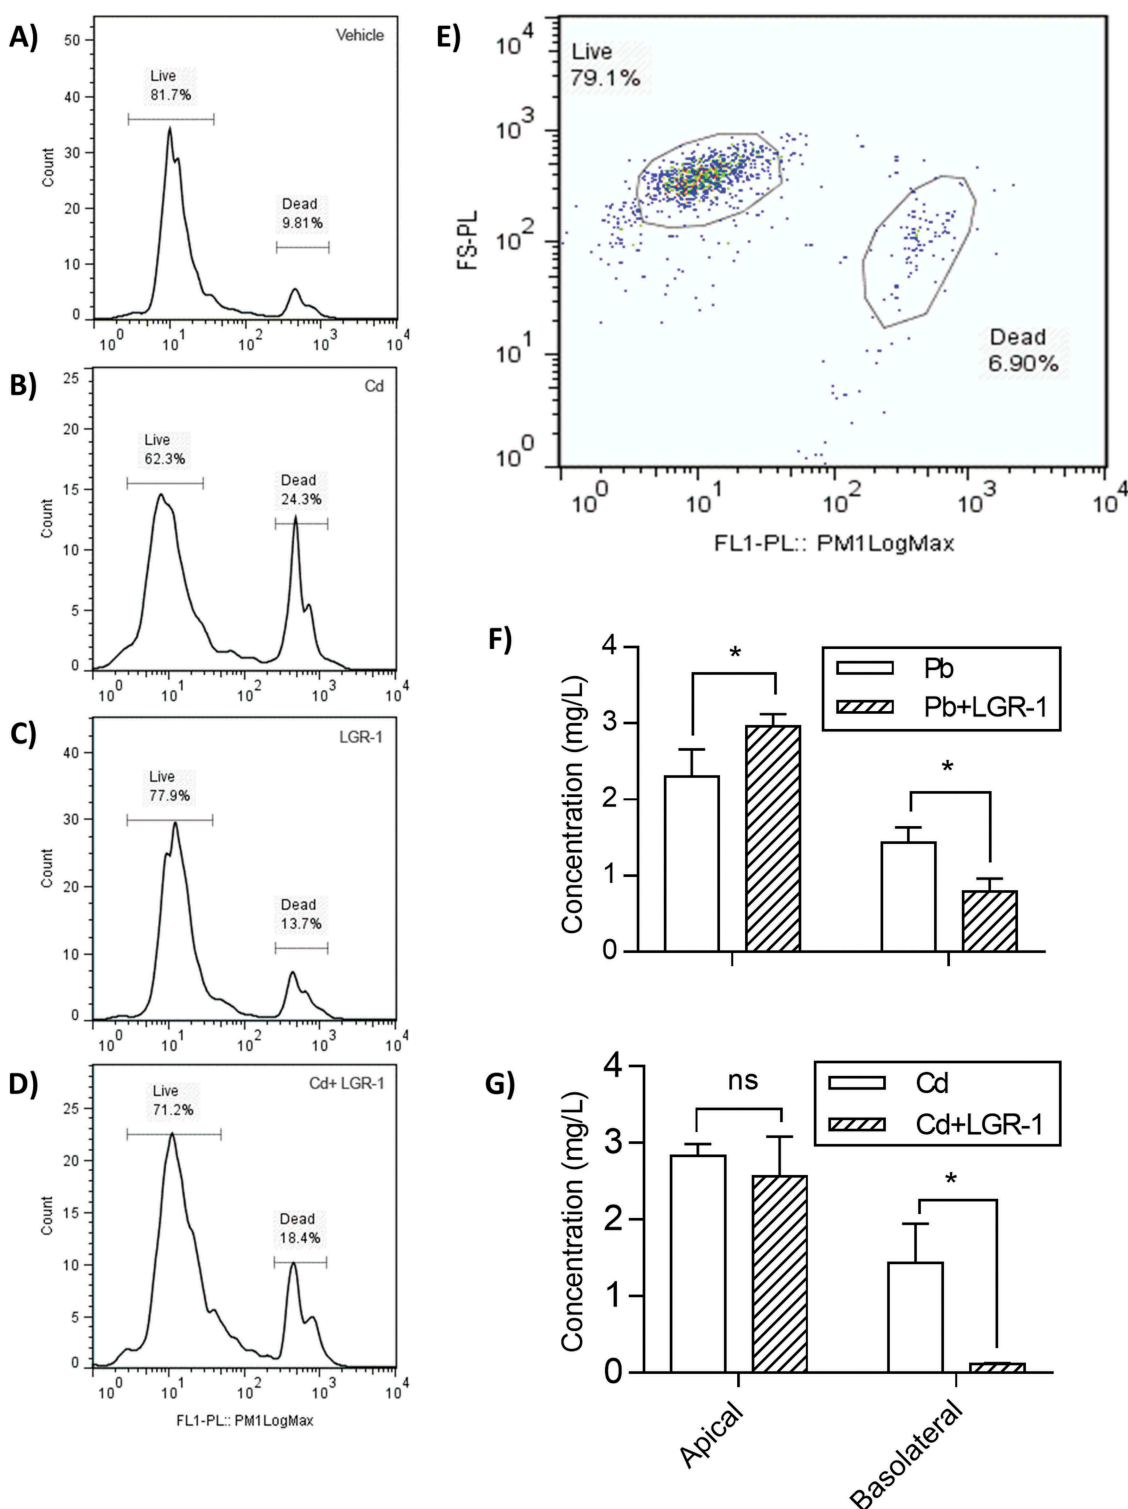 A)
Vehicle
50
40
30
20
10
0
Count
Live
81.7%
Dead
9.81%
10^0 10^1 10^2 10^3 10^4
B)
Cd
25
20
15
10
5
0
Count
Live
62.3%
Dead
24.3%
10^0 10^1 10^2 10^3 10^4
C)
LGR-1
40
30
20
10
0
Count
Live
77.9%
Dead
13.7%
10^0 10^1 10^2 10^3 10^4
D)
Cd+ LGR-1
25
20
15
10
5
0
Count
Live
71.2%
Dead
18.4%
10^0 10^1 10^2 10^3 10^4
FL1-PL:: PM1LogMax
E)
10^4
10^3
10^2
10^1
10^0
FS-PL
Live
79.1%
Dead
6.90%
10^0 10^1 10^2 10^3 10^4
FL1-PL:: PM1LogMax
F)
4
3
2
1
0
Concentration (mg/L)
*
*
Pb
Pb+LGR-1
G)
4
3
2
1
0
Concentration (mg/L)
ns
*
Cd
Cd+LGR-1
Apical
Basolateral